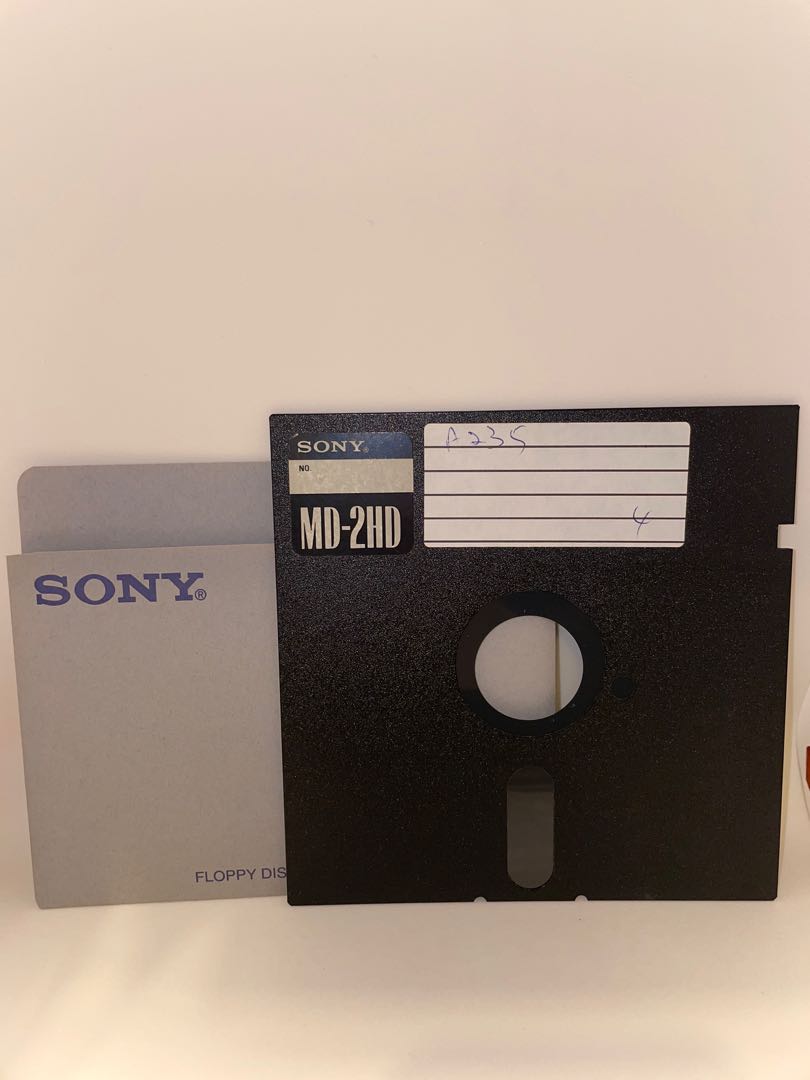 SONY®
NO.
MD-2HD
A235
4
SONY®
FLOPPY DIS